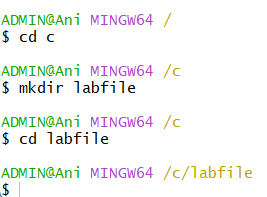 ADMIN@Ani MINGW64 /
$ cd c
ADMIN@Ani MINGW64 /c
$ mkdir labfile
ADMIN@Ani MINGW64 /c
$ cd labfile
ADMIN@Ani MINGW64 /c/labfile
$